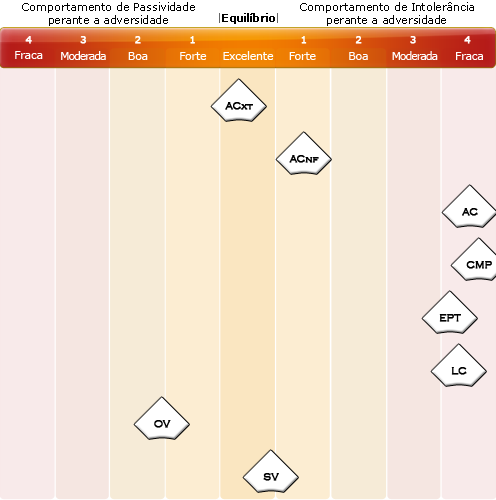 Comportamento de Passividade
perante a adversidade
|Equilíbrio|
Comportamento de Intolerância
perante a adversidade
4 3 2 1 1 2 3 4
Fraca Moderada Boa Forte Excelente Forte Boa Moderada Fraca
ACXT
ACNF
AC
CMP
EPT
LC
OV
SV